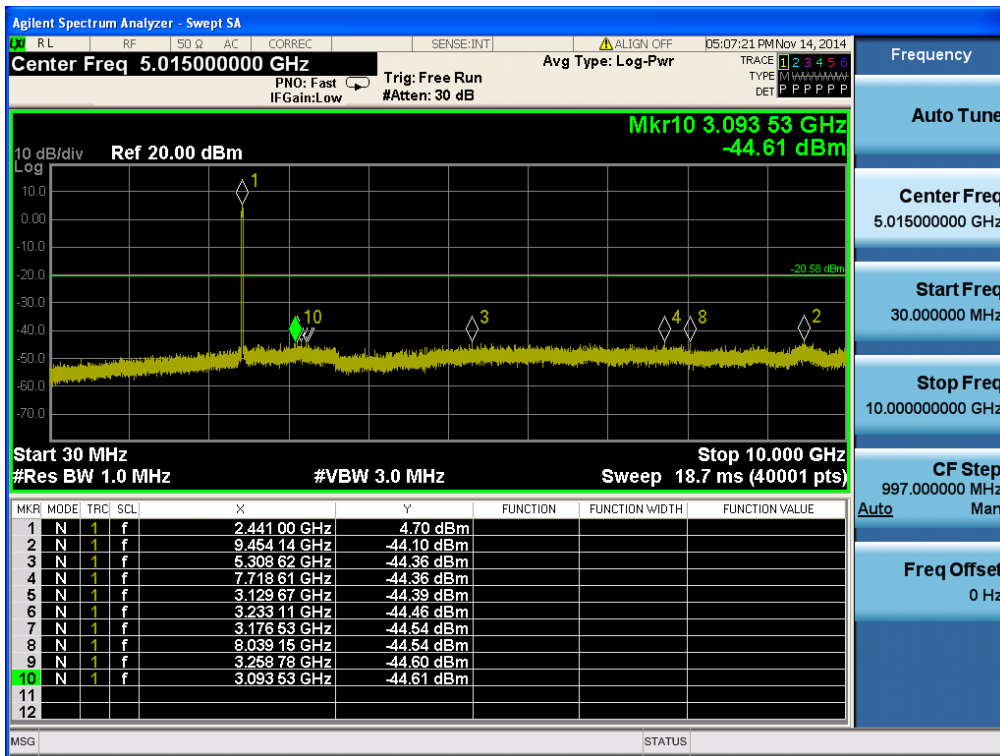 Agilent Spectrum Analyzer - Swept SA
LXI RL RF 50 Ω AC CORREC SENSE:INT ALIGN OFF 05:07:21 PM Nov 14, 2014
Center Freq 5.015000000 GHz
PNO: Fast
IFGain:Low
Trig: Free Run
#Atten: 30 dB
Avg Type: Log-Pwr
TRACE 1 2 3 4 5 6
TYPE M WWWWW
DET P P P P P P
Mkr10 3.093 53 GHz
-44.61 dBm
10 dB/div Ref 20.00 dBm
Log
10.0
0.00
-10.0
-20.0
-30.0
-40.0
-50.0
-60.0
-70.0
-20.58 dBm
1
10
3
4
8
2
Start 30 MHz Stop 10.000 GHz
#Res BW 1.0 MHz #VBW 3.0 MHz Sweep 18.7 ms (40001 pts)
MKR MODE TRC SCL X Y FUNCTION FUNCTION WIDTH FUNCTION VALUE
1 N 1 f 2.441 00 GHz 4.70 dBm
2 N 1 f 9.454 14 GHz -44.10 dBm
3 N 1 f 5.308 62 GHz -44.36 dBm
4 N 1 f 7.718 61 GHz -44.36 dBm
5 N 1 f 3.129 67 GHz -44.39 dBm
6 N 1 f 3.233 11 GHz -44.46 dBm
7 N 1 f 3.176 53 GHz -44.54 dBm
8 N 1 f 8.039 15 GHz -44.54 dBm
9 N 1 f 3.258 78 GHz -44.60 dBm
10 N 1 f 3.093 53 GHz -44.61 dBm
11
12
MSG STATUS
Frequency
Auto Tune
Center Freq
5.015000000 GHz
Start Freq
30.000000 MHz
Stop Freq
10.000000000 GHz
CF Step
997.000000 MHz
Auto Man
Freq Offset
0 Hz